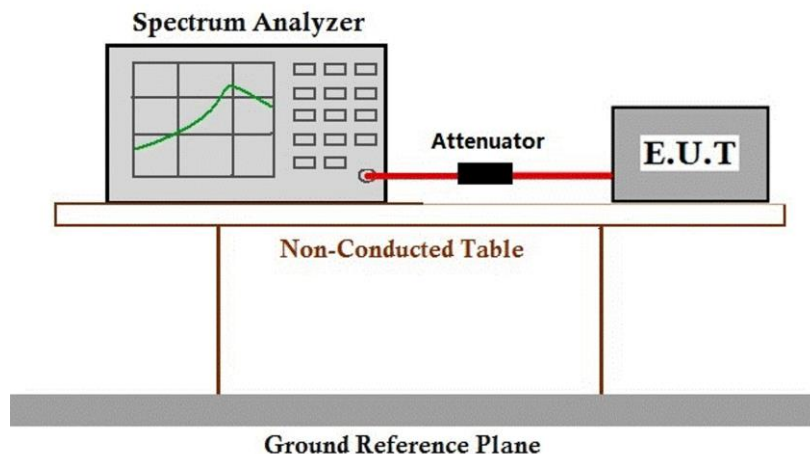 Spectrum Analyzer
Attenuator
E.U.T
Non-Conducted Table
Ground Reference Plane